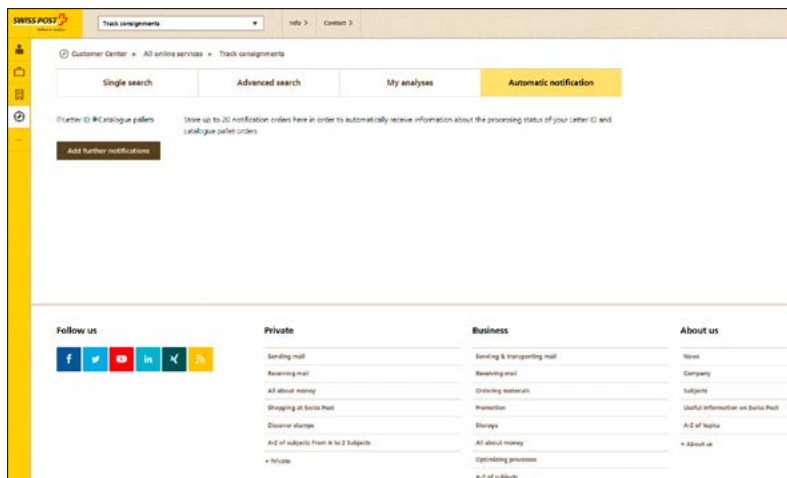 SWISS POST
Track consignments
Info
Contact
Customer Center ▸ All online services ▸ Track consignments
Single search
Advanced search
My analyses
Automatic notification
Letter ID Catalogue pallets
Store up to 20 notification orders here in order to automatically receive information about the processing status of your Letter ID and
catalogue pallet orders
Add further notifications
Follow us
Private
Sending mail
Receiving mail
All about money
Shopping at Swiss Post
Discover stamps
A-Z of subjects From A to Z Subjects
+ Private
Business
Sending & transporting mail
Receiving mail
Ordering materials
Promotion
Storage
All about money
Optimizing processes
A-Z of subjects
About us
News
Company
Subjects
Useful information on Swiss Post
A-Z of topics
+ About us